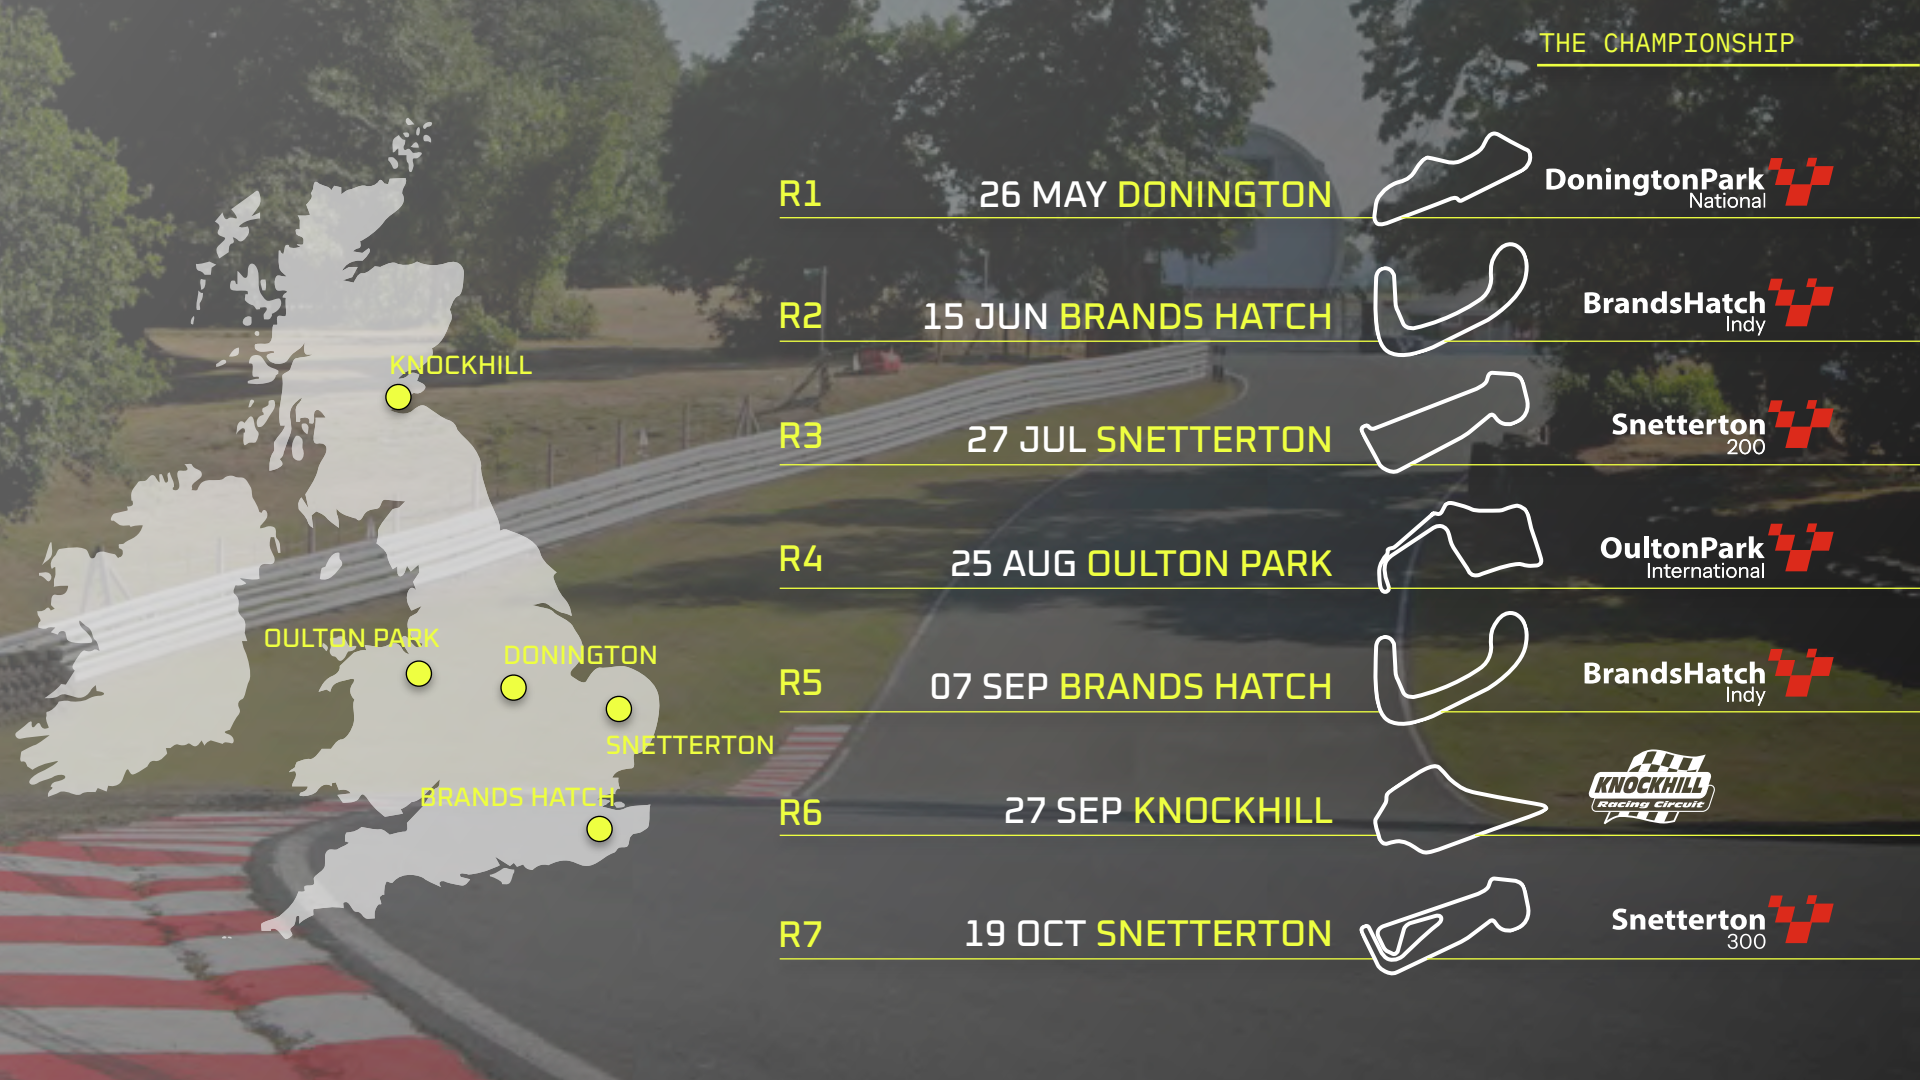 THE CHAMPIONSHIP
KNOCKHILL
OULTON PARK
DONINGTON
SNETTERTON
BRANDS HATCH
R1 26 MAY DONINGTON DoningtonPark
National
R2 15 JUN BRANDS HATCH BrandsHatch
Indy
R3 27 JUL SNETTERTON Snetterton
200
R4 25 AUG OULTON PARK OultonPark
International
R5 07 SEP BRANDS HATCH BrandsHatch
Indy
R6 27 SEP KNOCKHILL KNOCKHILL
Racing Circuit
R7 19 OCT SNETTERTON Snetterton
300